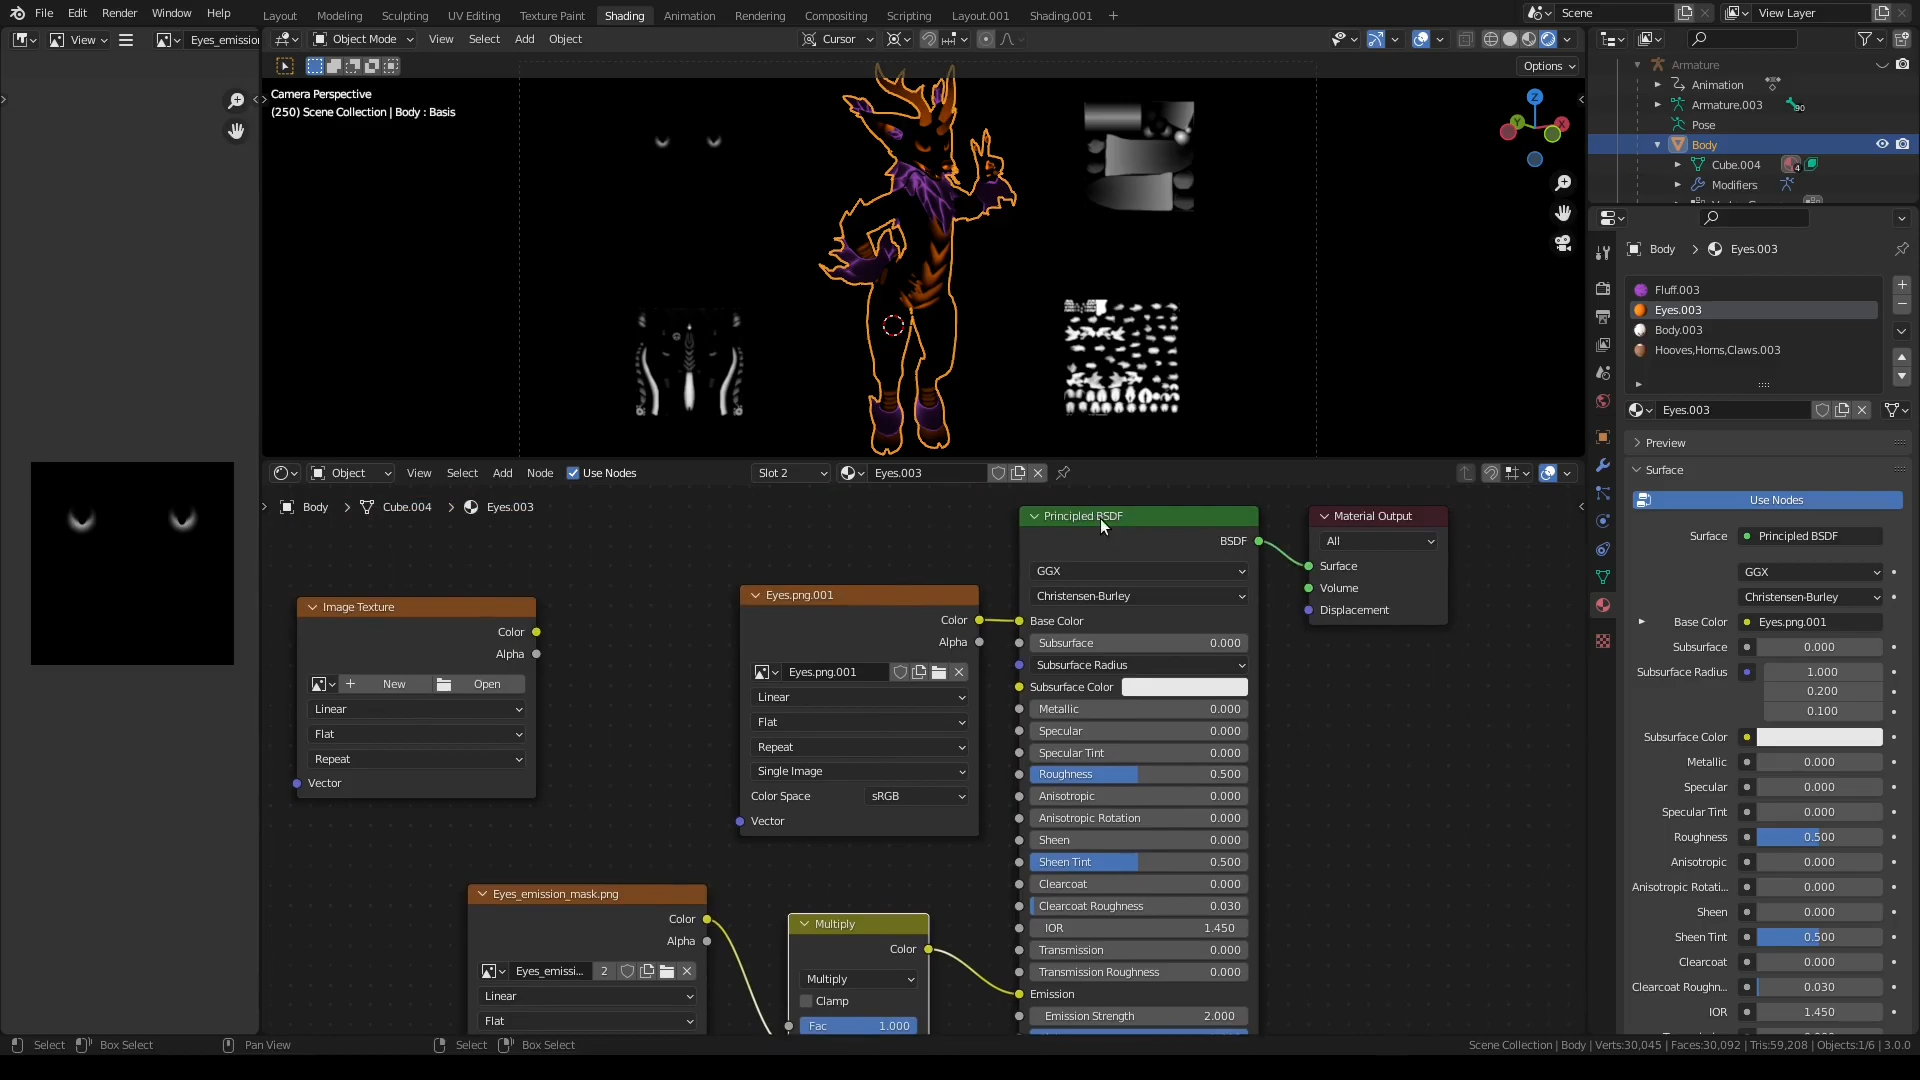 File Edit Render Window Help Layout Modeling Sculpting UV Editing Texture Paint Shading Animation Rendering Compositing Scripting Layout.001 Shading.001 + Scene View Layer
View Eyes_emissio Object Mode View Select Add Object Cursor
Options
Camera Perspective
(250) Scene Collection | Body : Basis
Z
Y
X
Armature
Animation
Armature.003 90
Pose
Body
Cube.004 4
Modifiers
Body > Eyes.003
Fluff.003
Eyes.003
Body.003
Hooves,Horns,Claws.003
Eyes.003
Preview
Surface
Use Nodes
Surface Principled BSDF
GGX
Christensen-Burley
Base Color Eyes.png.001
Subsurface 0.000
Subsurface Radius 1.000
0.200
0.100
Subsurface Color
Metallic 0.000
Specular 0.000
Specular Tint 0.000
Roughness 0.500
Anisotropic 0.000
Anisotropic Rotati... 0.000
Sheen 0.000
Sheen Tint 0.500
Clearcoat 0.000
Clearcoat Roughn... 0.030
IOR 1.450
Object View Select Add Node Use Nodes Slot 2 Eyes.003
Body > Cube.004 > Eyes.003
Image Texture
Color
Alpha
New Open
Linear
Flat
Repeat
Vector
Eyes.png.001
Color
Alpha
Eyes.png.001
Linear
Flat
Repeat
Single Image
Color Space sRGB
Vector
Eyes_emission_mask.png
Color
Alpha
Eyes_emissi... 2
Linear
Flat
Multiply
Color
Multiply
Clamp
Fac 1.000
Principled BSDF
BSDF
GGX
Christensen-Burley
Base Color
Subsurface 0.000
Subsurface Radius
Subsurface Color
Metallic 0.000
Specular 0.000
Specular Tint 0.000
Roughness 0.500
Anisotropic 0.000
Anisotropic Rotation 0.000
Sheen 0.000
Sheen Tint 0.500
Clearcoat 0.000
Clearcoat Roughness 0.030
IOR 1.450
Transmission 0.000
Transmission Roughness 0.000
Emission
Emission Strength 2.000
Material Output
All
Surface
Volume
Displacement
Select Box Select Pan View Select Box Select Scene Collection | Body | Verts:30,045 | Faces:30,092 | Tris:59,208 | Objects:1/6 | 3.0.0